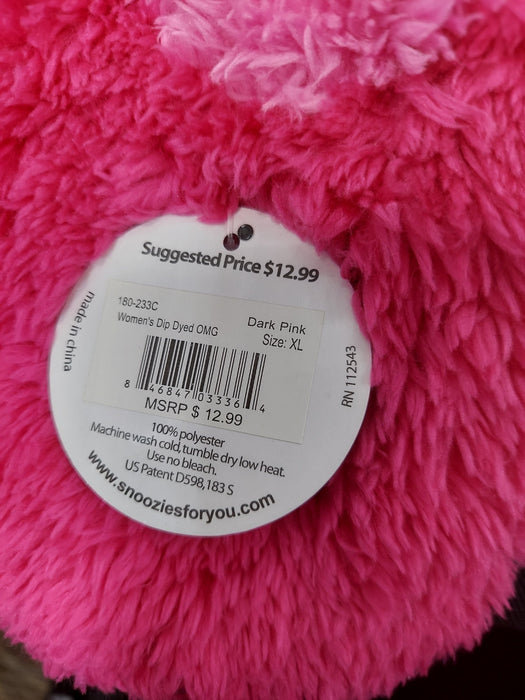 Suggested Price $12.99
180-233C
Women's Dip Dyed OMG
Dark Pink
Size: XL
8 46847 03336 4
MSRP $ 12.99
100% polyester
Machine wash cold, tumble dry low heat.
Use no bleach.
US Patent D598,183 S
www.snooziesforyou.com
made in china
RN 112543